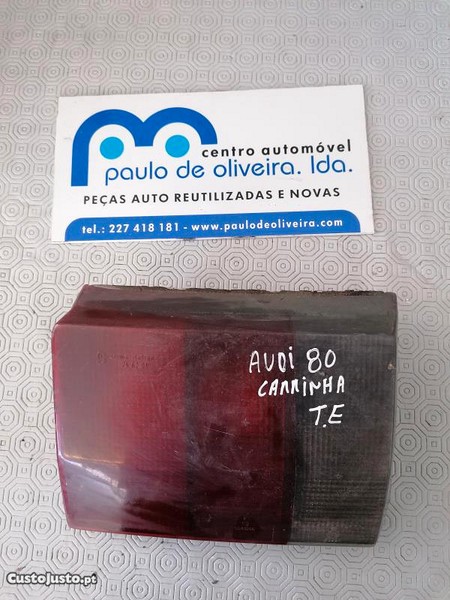 centro automóvel
paulo de oliveira. lda.
PEÇAS AUTO REUTILIZADAS E NOVAS
tel.: 227 418 181 - www.paulodeoliveira.com
AUDI 80
CARRINHA
T.E
CustoJusto.pt